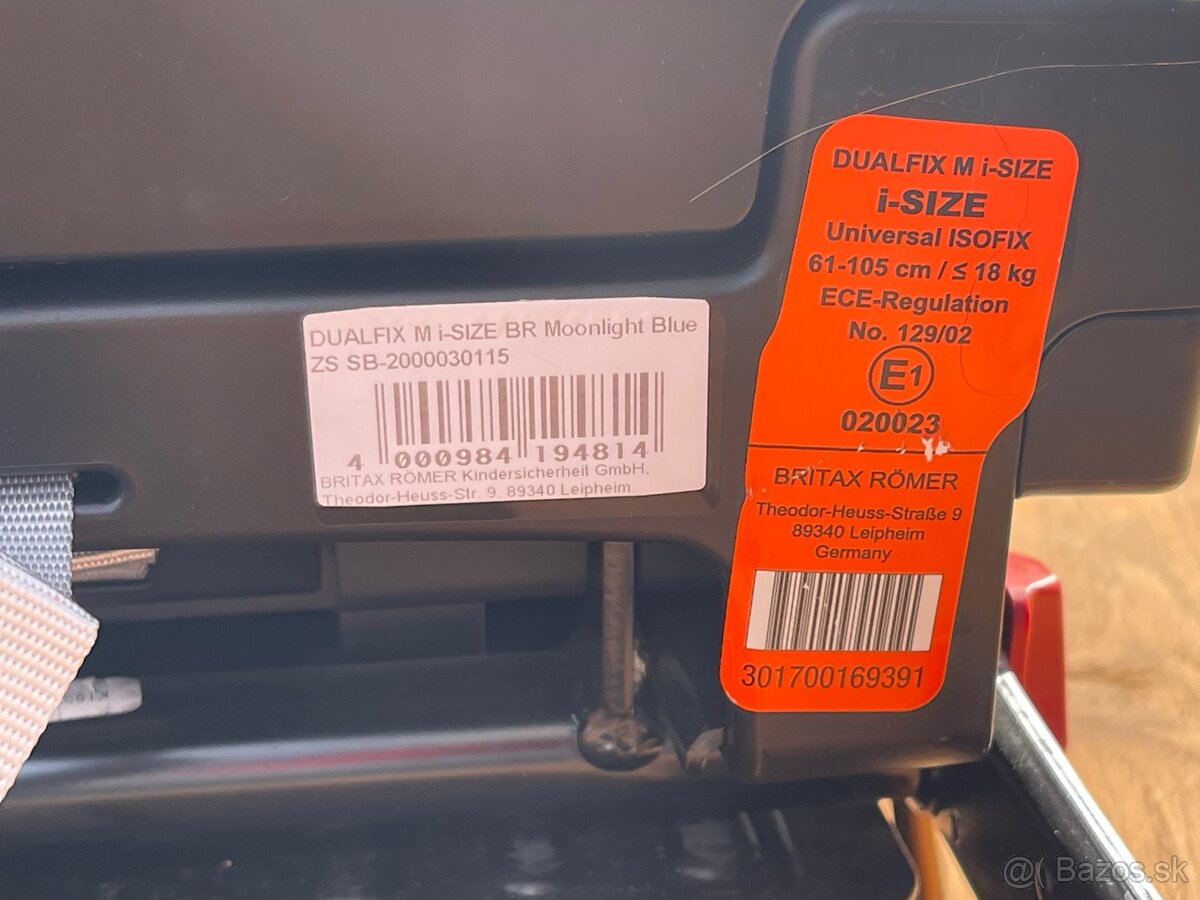 DUALFIX M i-SIZE BR Moonlight Blue
ZS SB-2000030115
4 000984 194814
BRITAX RÖMER Kindersicherheit GmbH,
Theodor-Heuss-Str. 9, 89340 Leipheim
DUALFIX M i-SIZE
i-SIZE
Universal ISOFIX
61-105 cm / ≤ 18 kg
ECE-Regulation
No. 129/02
E1
020023
BRITAX RÖMER
Theodor-Heuss-Straße 9
89340 Leipheim
Germany
301700169391
@( Bazos.sk